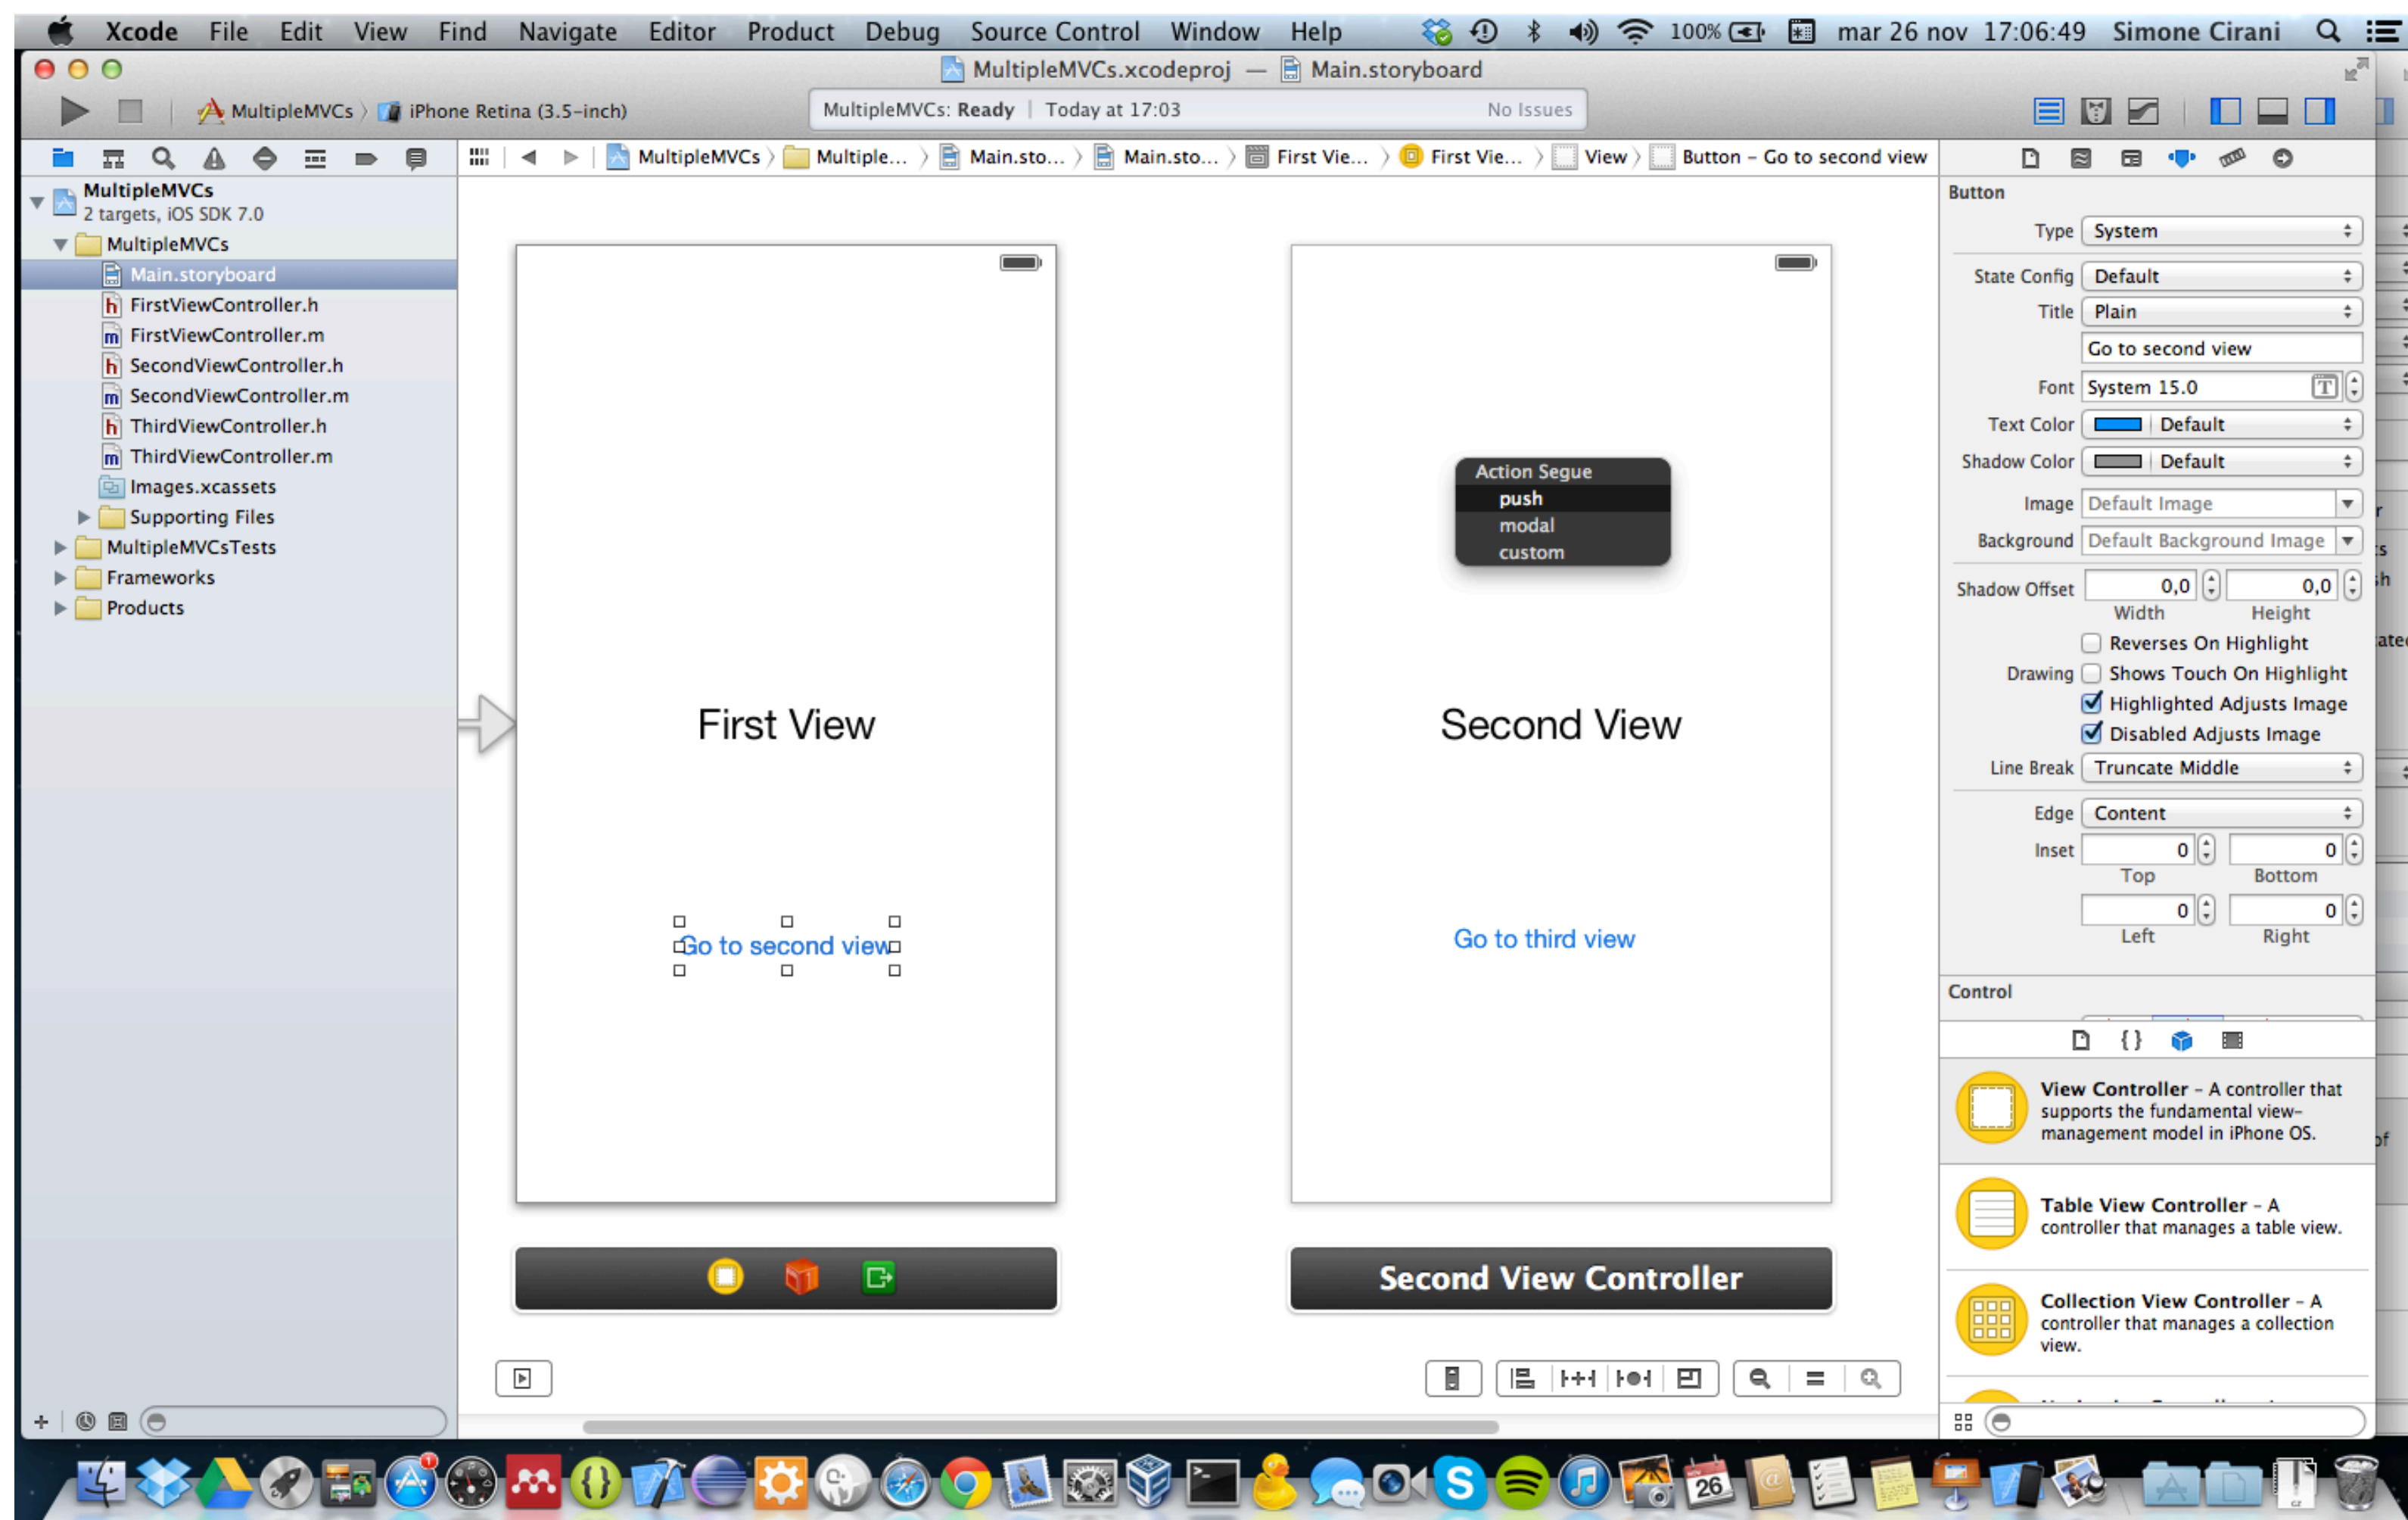 Xcode File Edit View Find Navigate Editor Product Debug Source Control Window Help 100% mar 26 nov 17:06:49 Simone Cirani
MultipleMVCs.xcodeproj — Main.storyboard
MultipleMVCs iPhone Retina (3.5-inch) MultipleMVCs: Ready | Today at 17:03 No Issues
MultipleMVCs Multiple... Main.sto... Main.sto... First Vie... First Vie... View Button – Go to second view
MultipleMVCs
2 targets, iOS SDK 7.0
MultipleMVCs
Main.storyboard
FirstViewController.h
FirstViewController.m
SecondViewController.h
SecondViewController.m
ThirdViewController.h
ThirdViewController.m
Images.xcassets
Supporting Files
MultipleMVCsTests
Frameworks
Products
First View
Go to second view
Action Segue
push
modal
custom
Second View
Go to third view
Second View Controller
Button
Type System
State Config Default
Title Plain
Go to second view
Font System 15.0
Text Color Default
Shadow Color Default
Image Default Image
Background Default Background Image
Shadow Offset 0,0 0,0
Width Height
Reverses On Highlight
Drawing Shows Touch On Highlight
Highlighted Adjusts Image
Disabled Adjusts Image
Line Break Truncate Middle
Edge Content
Inset 0 0
Top Bottom
0 0
Left Right
Control
View Controller – A controller that
supports the fundamental view–
management model in iPhone OS.
Table View Controller – A
controller that manages a table view.
Collection View Controller – A
controller that manages a collection
view.
26